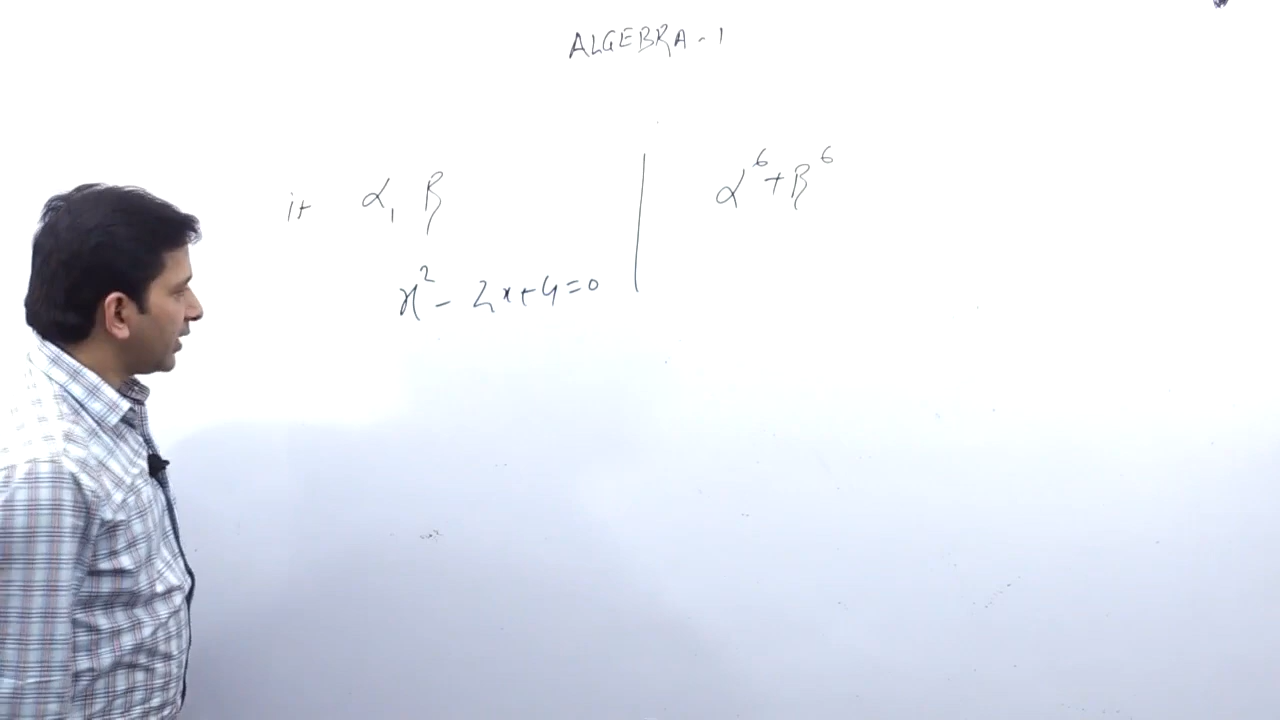 ALGEBRA-1
if α, β
x² - 2x+4=0
α⁶+β⁶